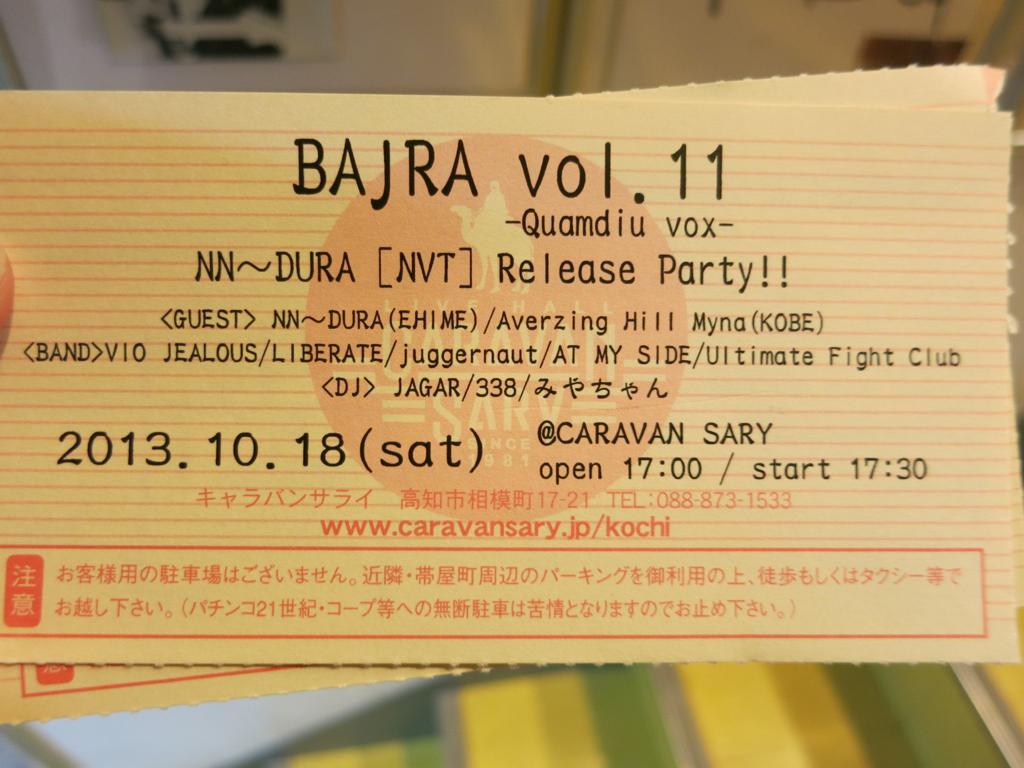 BAJRA vol.11
-Quamdiu vox-
NN～DURA [NVT] Release Party!!
<GUEST> NN～DURA(EHIME)/Averzing Hill Myna(KOBE)
<BAND>VIO JEALOUS/LIBERATE/juggernaut/AT MY SIDE/Ultimate Fight Club
<DJ> JAGAR/338/みやちゃん
2013.10.18(sat)
@CARAVAN SARY
open 17:00 / start 17:30
LIVE HALL
CARAVAN
SARY
SINCE
1981
キャラバンサライ 高知市相模町17-21 TEL:088-873-1533
www.caravansary.jp/kochi
注意
お客様用の駐車場はございません。近隣・帯屋町周辺のパーキングを御利用の上、徒歩もしくはタクシー等で
お越し下さい。(パチンコ21世紀・コープ等への無断駐車は苦情となりますのでお止め下さい。)